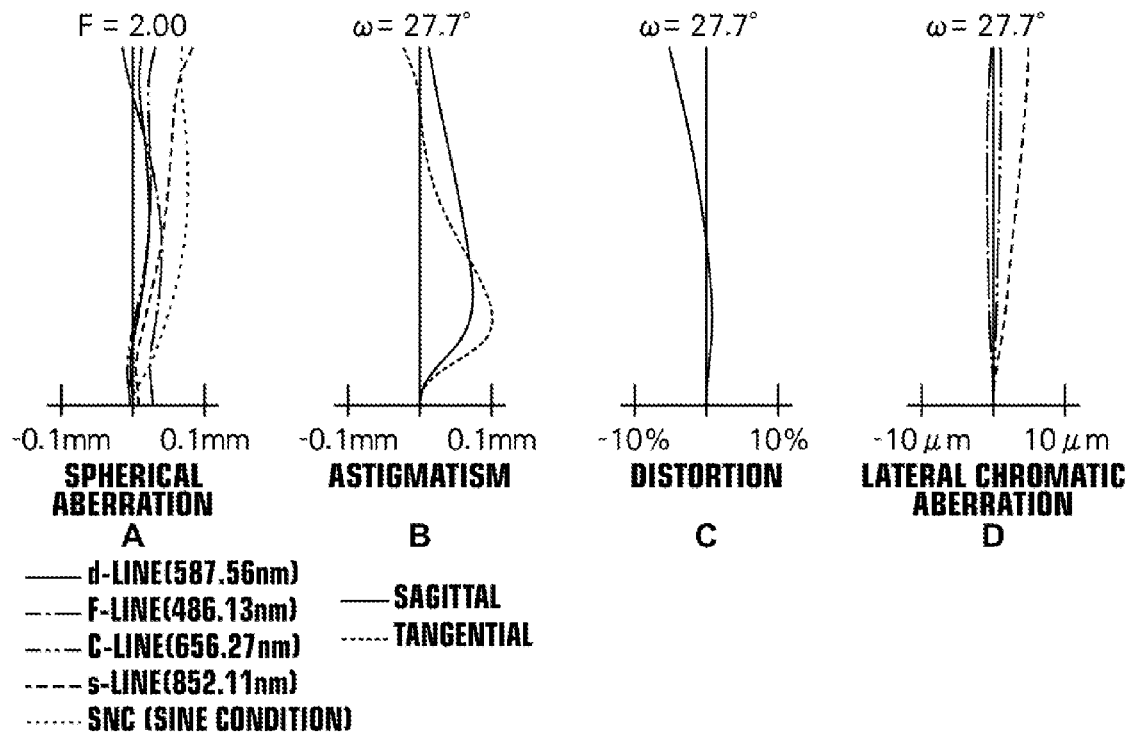 F = 2.00
ω = 27.7°
ω = 27.7°
ω = 27.7°
-0.1mm 0.1mm
-0.1mm 0.1mm
-10% 10%
-10 μm 10 μm
SPHERICAL
ABERRATION
ASTIGMATISM
DISTORTION
LATERAL CHROMATIC
ABERRATION
A
B
C
D
d-LINE(587.56nm)
F-LINE(486.13nm)
C-LINE(656.27nm)
s-LINE(852.11nm)
SNC (SINE CONDITION)
SAGITTAL
TANGENTIAL